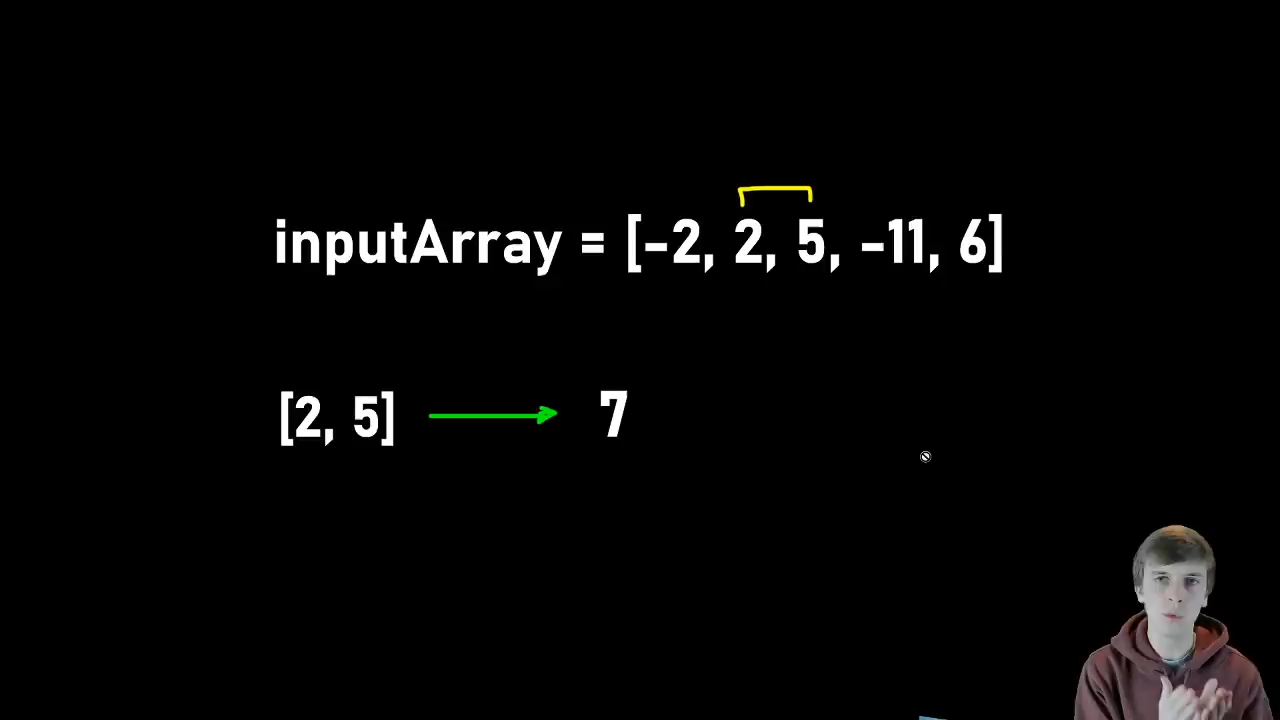 inputArray = [-2, 2, 5, -11, 6]
[2, 5] 7